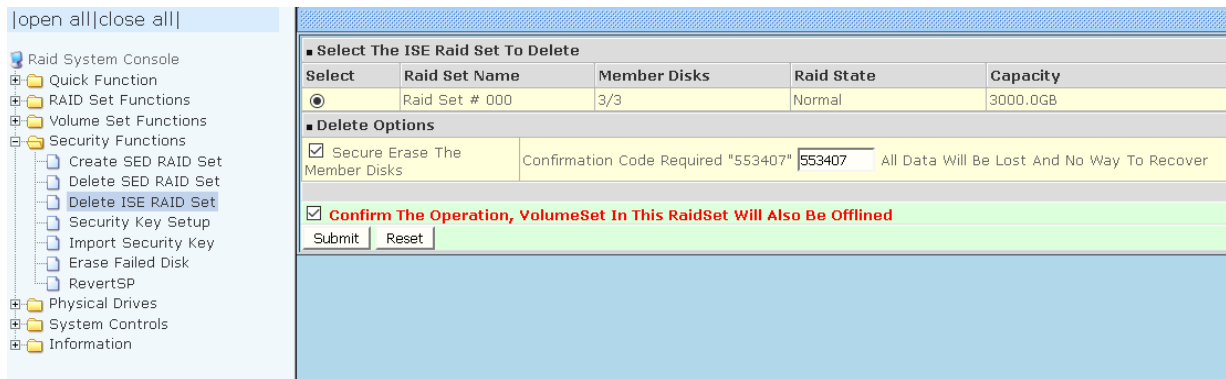 |open all|close all|
Raid System Console
Quick Function
RAID Set Functions
Volume Set Functions
Security Functions
Create SED RAID Set
Delete SED RAID Set
Delete ISE RAID Set
Security Key Setup
Import Security Key
Erase Failed Disk
RevertSP
Physical Drives
System Controls
Information
Select The ISE Raid Set To Delete
Select Raid Set Name Member Disks Raid State Capacity
Raid Set # 000 3/3 Normal 3000.0GB
Delete Options
Secure Erase The
Member Disks
Confirmation Code Required "553407" 553407 All Data Will Be Lost And No Way To Recover
Confirm The Operation, VolumeSet In This RaidSet Will Also Be Offlined
Submit Reset